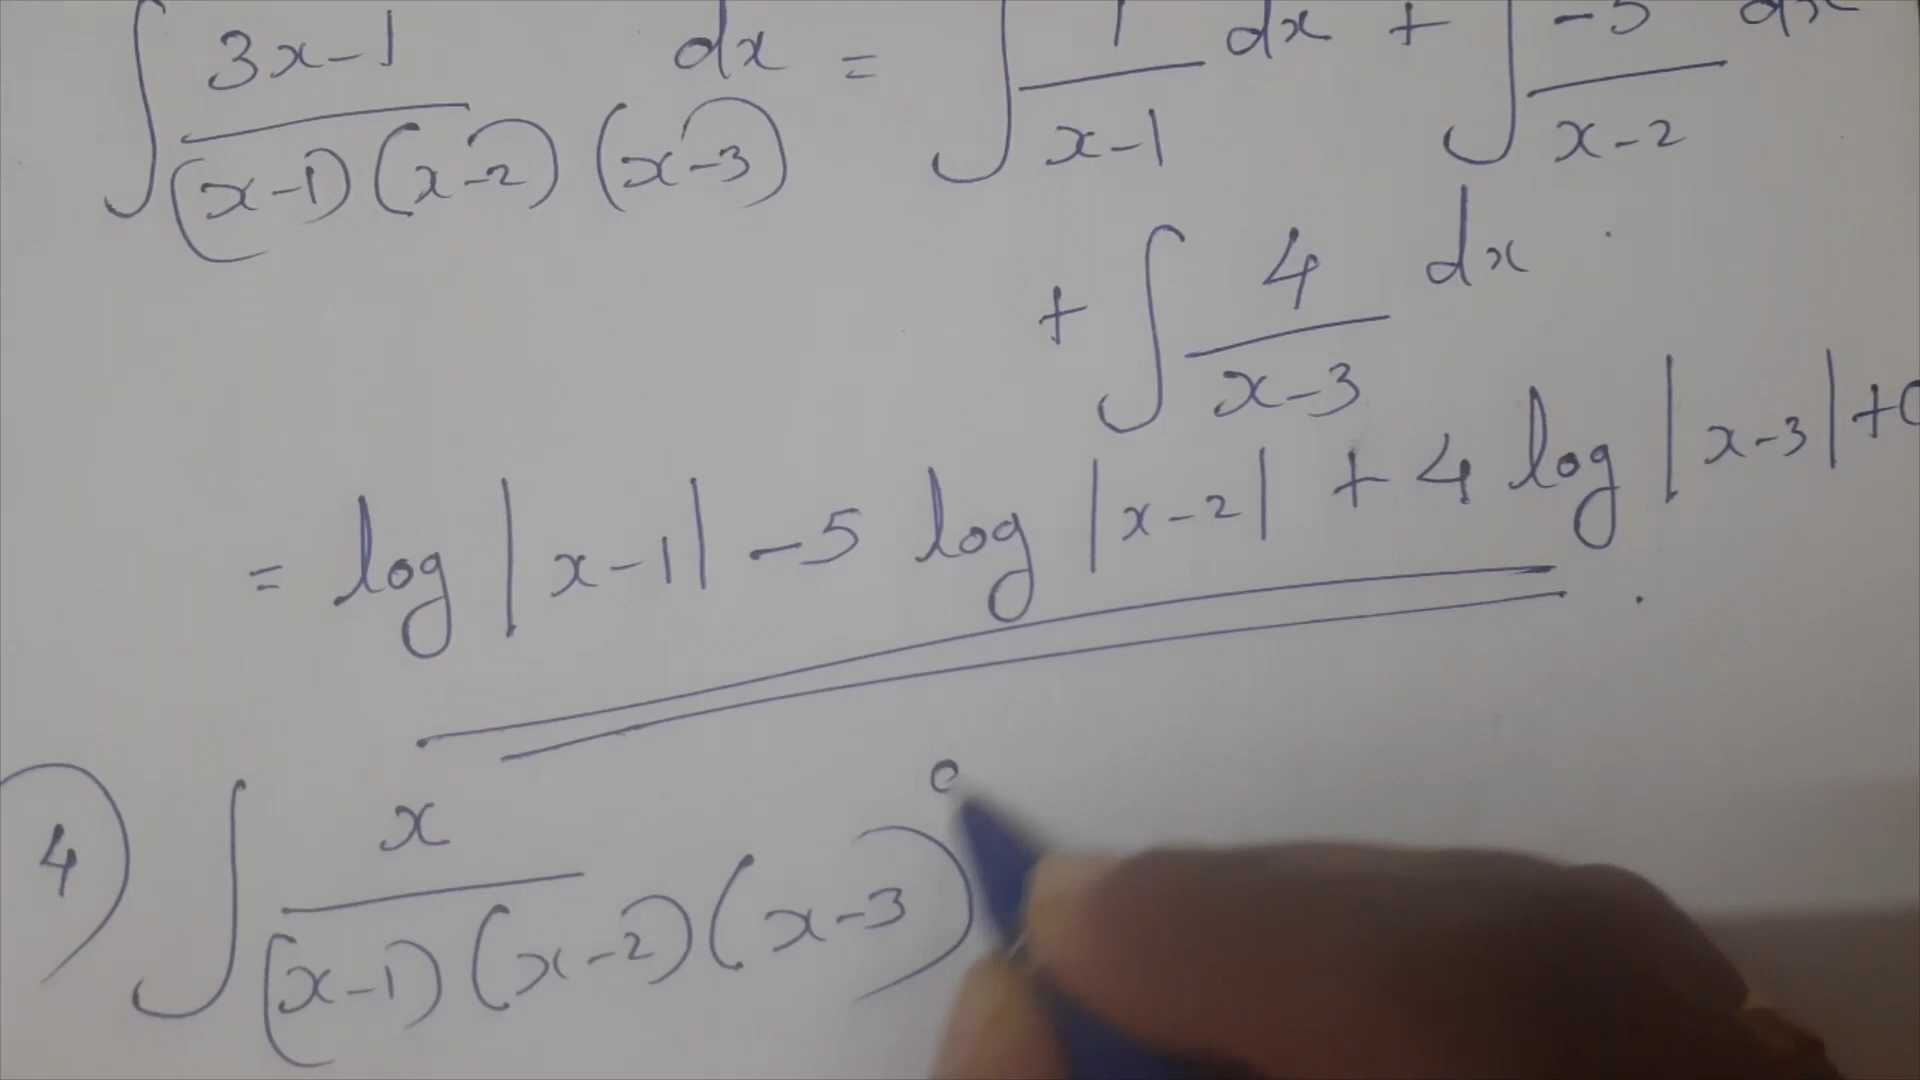 ∫ 3x-1 / (x-1)(x-2)(x-3) dx = ∫ 1 / x-1 dx + ∫ -5 / x-2 dx
+ ∫ 4 / x-3 dx
= log |x-1| -5 log |x-2| + 4 log |x-3| +C
4) ∫ x / (x-1)(x-2)(x-3)